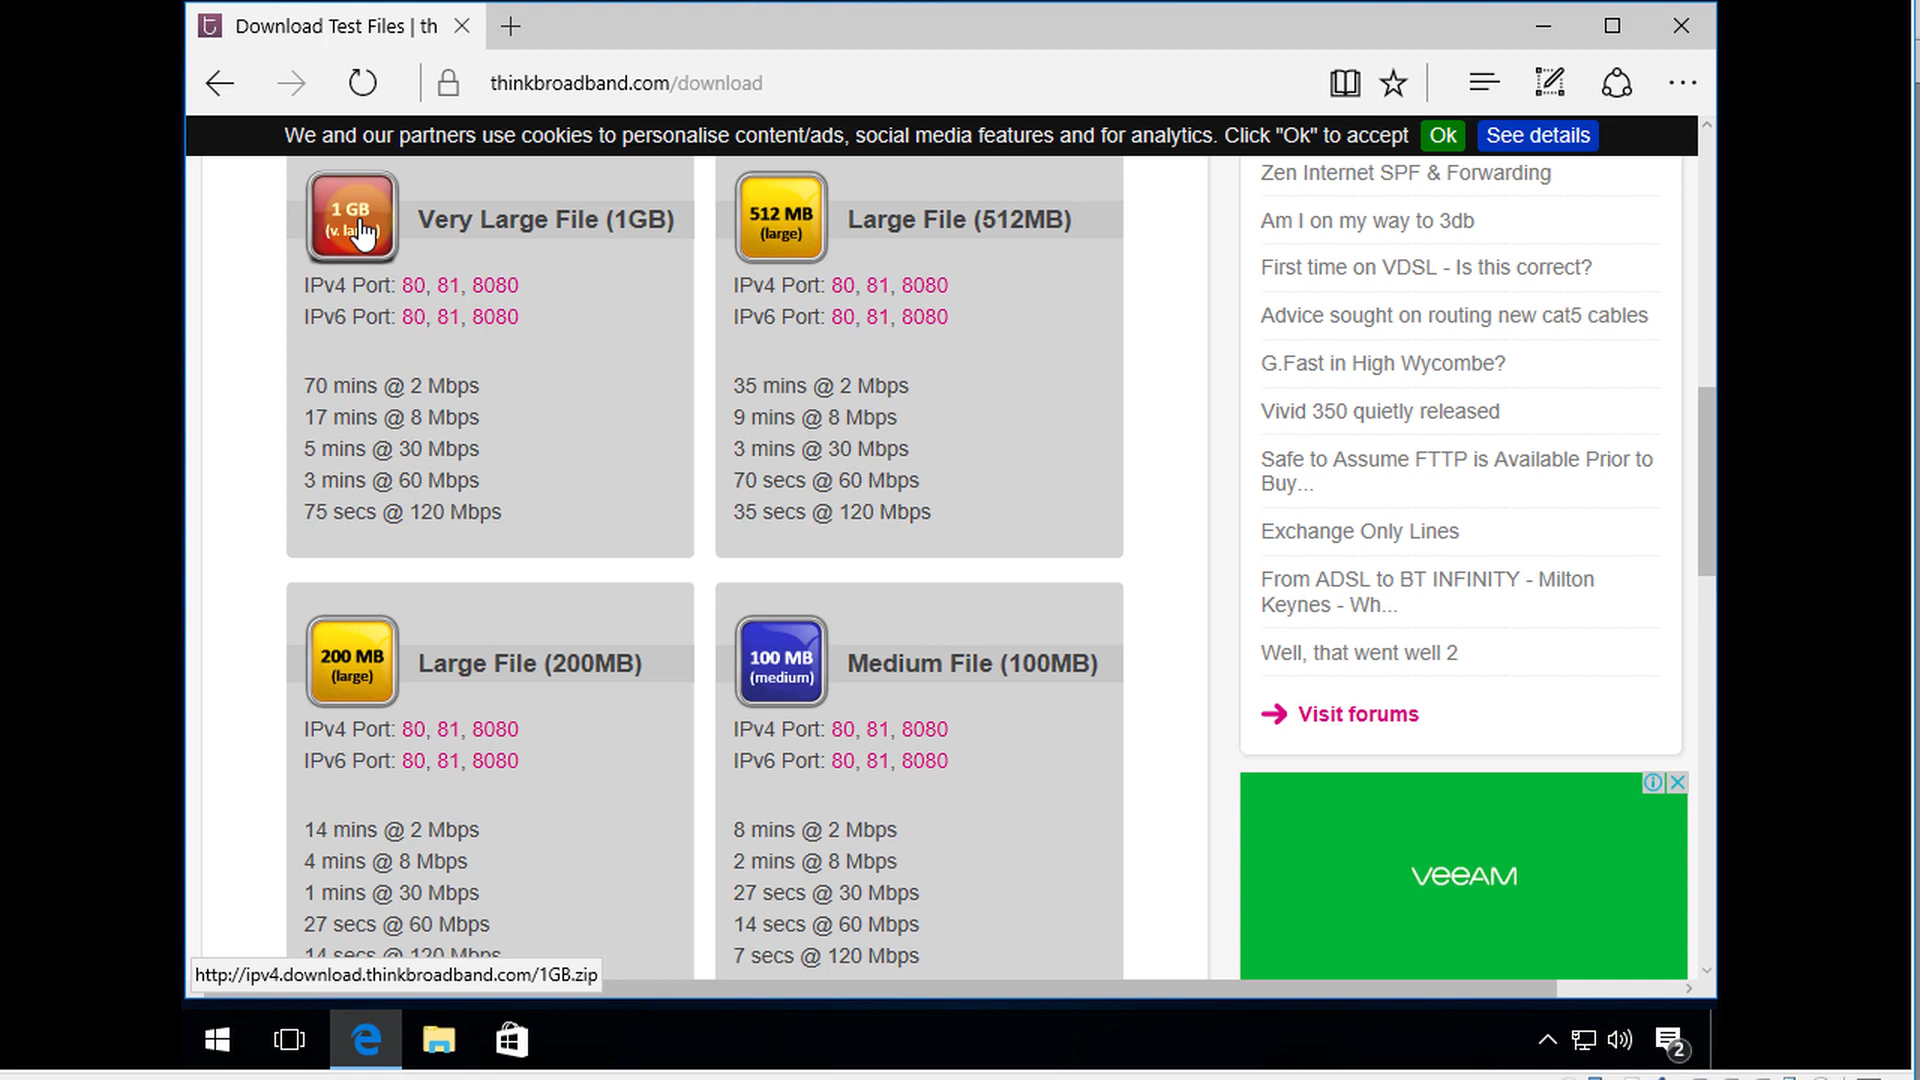 Download Test Files | th
thinkbroadband.com/download
We and our partners use cookies to personalise content/ads, social media features and for analytics. Click "Ok" to accept Ok See details
1 GB
Very Large File (1GB)
IPv4 Port: 80, 81, 8080
IPv6 Port: 80, 81, 8080
70 mins @ 2 Mbps
17 mins @ 8 Mbps
5 mins @ 30 Mbps
3 mins @ 60 Mbps
75 secs @ 120 Mbps
512 MB
(large)
Large File (512MB)
IPv4 Port: 80, 81, 8080
IPv6 Port: 80, 81, 8080
35 mins @ 2 Mbps
9 mins @ 8 Mbps
3 mins @ 30 Mbps
70 secs @ 60 Mbps
35 secs @ 120 Mbps
200 MB
(large)
Large File (200MB)
IPv4 Port: 80, 81, 8080
IPv6 Port: 80, 81, 8080
14 mins @ 2 Mbps
4 mins @ 8 Mbps
1 mins @ 30 Mbps
27 secs @ 60 Mbps
14 secs @ 120 Mbps
100 MB
(medium)
Medium File (100MB)
IPv4 Port: 80, 81, 8080
IPv6 Port: 80, 81, 8080
8 mins @ 2 Mbps
2 mins @ 8 Mbps
27 secs @ 30 Mbps
14 secs @ 60 Mbps
7 secs @ 120 Mbps
Zen Internet SPF & Forwarding
Am I on my way to 3db
First time on VDSL - Is this correct?
Advice sought on routing new cat5 cables
G.Fast in High Wycombe?
Vivid 350 quietly released
Safe to Assume FTTP is Available Prior to
Buy...
Exchange Only Lines
From ADSL to BT INFINITY - Milton
Keynes - Wh...
Well, that went well 2
Visit forums
veeAM
http://ipv4.download.thinkbroadband.com/1GB.zip
2